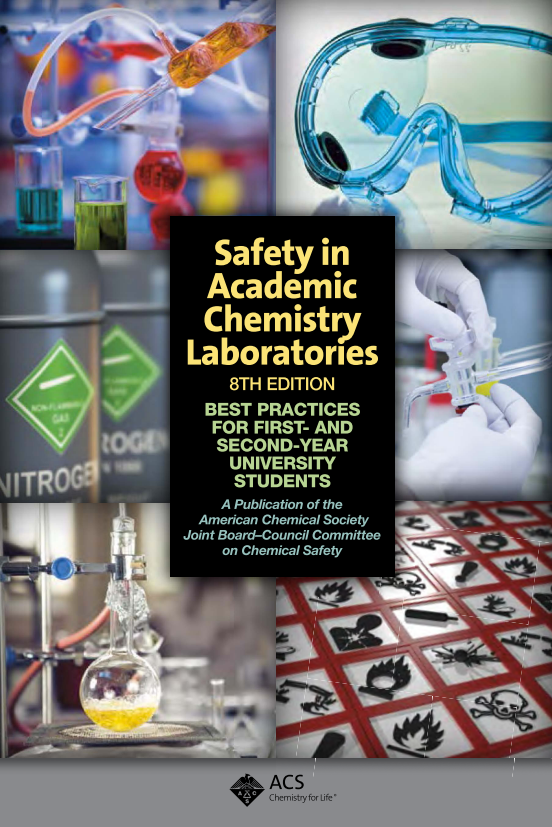 Safety in
Academic
Chemistry
Laboratories
8TH EDITION
BEST PRACTICES
FOR FIRST- AND
SECOND-YEAR
UNIVERSITY
STUDENTS
A Publication of the
American Chemical Society
Joint Board–Council Committee
on Chemical Safety
NON-FLAMMABLE
GAS
2
NITROGEN
ROGEN
ACS
Chemistry for Life®
A C S